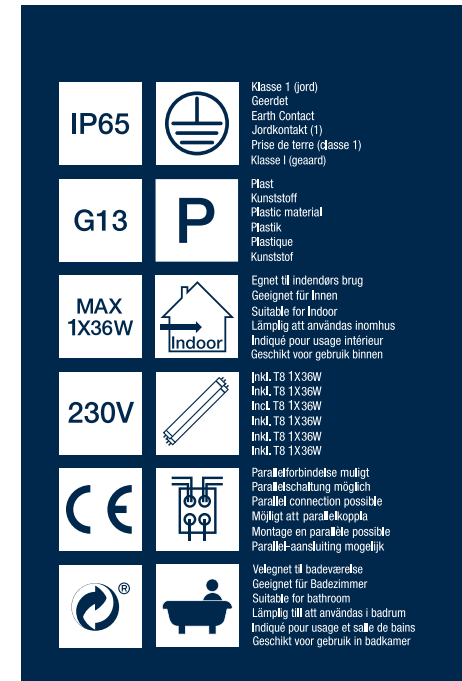 IP65
Klasse 1 (jord)
Geerdet
Earth Contact
Jordkontakt (1)
Prise de terre (classe 1)
Klasse I (geaard)
G13
P
Plast
Kunststoff
Plastic material
Plastik
Plastique
Kunststof
MAX
1X36W
Indoor
Egnet til indendørs brug
Geeignet für Innen
Suitable for Indoor
Lämplig att användas inomhus
Indiqué pour usage intérieur
Geschikt voor gebruik binnen
230V
Inkl. T8 1X36W
Inkl. T8 1X36W
Incl. T8 1X36W
Inkl. T8 1X36W
Inkl. T8 1X36W
Inkl. T8 1X36W
CE
Parallelforbindelse muligt
Parallelschaltung möglich
Parallel connection possible
Möjligt att parallelkoppla
Montage en parallèle possible
Parallel-aansluiting mogelijk
®
Velegnet til badeværelse
Geeignet für Badezimmer
Suitable for bathroom
Lämplig till att användas i badrum
Indiqué pour usage et salle de bains
Geschikt voor gebruik in badkamer